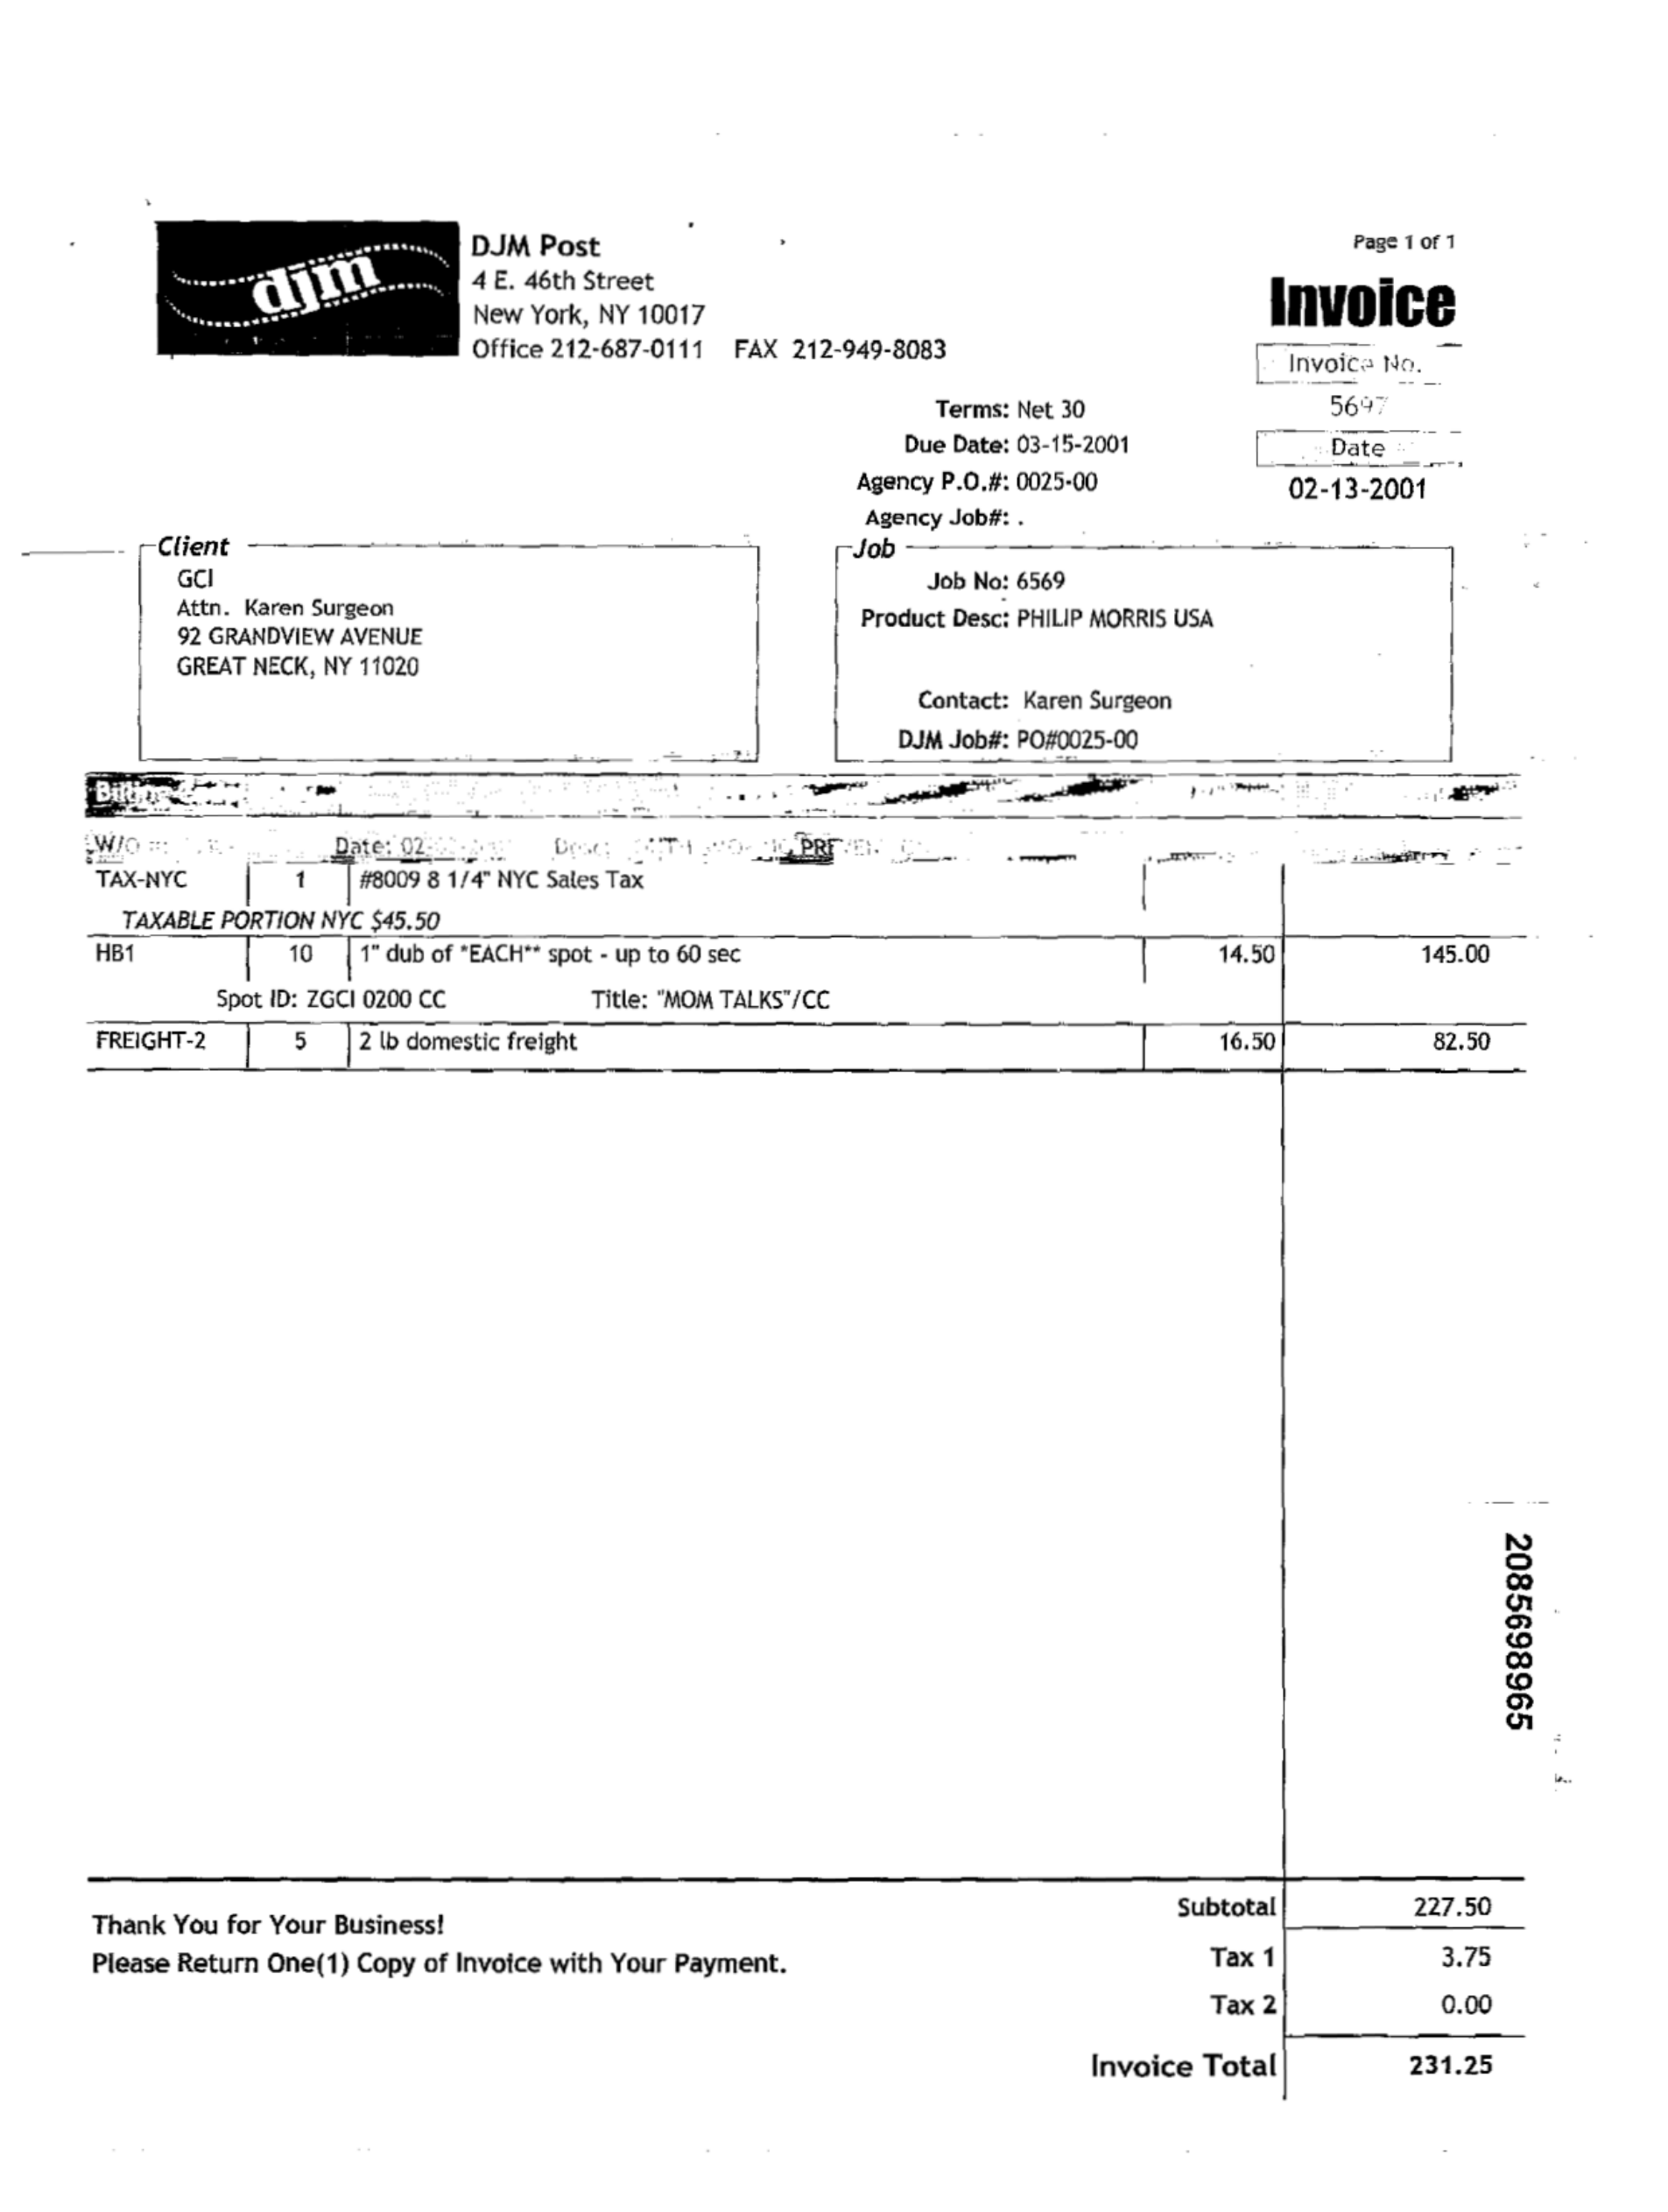 djm
DJM Post
4 E. 46th Street
New York, NY 10017
Office 212-687-0111 FAX 212-949-8083
Page 1 of 1
Invoice
Invoice No.
5697
Date
02-13-2001
Terms: Net 30
Due Date: 03-15-2001
Agency P.O.#: 0025-00
Agency Job#: .
Client
GCI
Attn. Karen Surgeon
92 GRANDVIEW AVENUE
GREAT NECK, NY 11020
Job
Job No: 6569
Product Desc: PHILIP MORRIS USA
Contact: Karen Surgeon
DJM Job#: PO#0025-00
Billing
W/O Date: 02
TAX-NYC 1 #8009 8 1/4" NYC Sales Tax
TAXABLE PORTION NYC $45.50
HB1 10 1" dub of *EACH** spot - up to 60 sec 14.50 145.00
Spot ID: ZGCI 0200 CC Title: "MOM TALKS"/CC
FREIGHT-2 5 2 lb domestic freight 16.50 82.50
2085698965
Thank You for Your Business!
Please Return One(1) Copy of Invoice with Your Payment.
Subtotal 227.50
Tax 1 3.75
Tax 2 0.00
Invoice Total 231.25